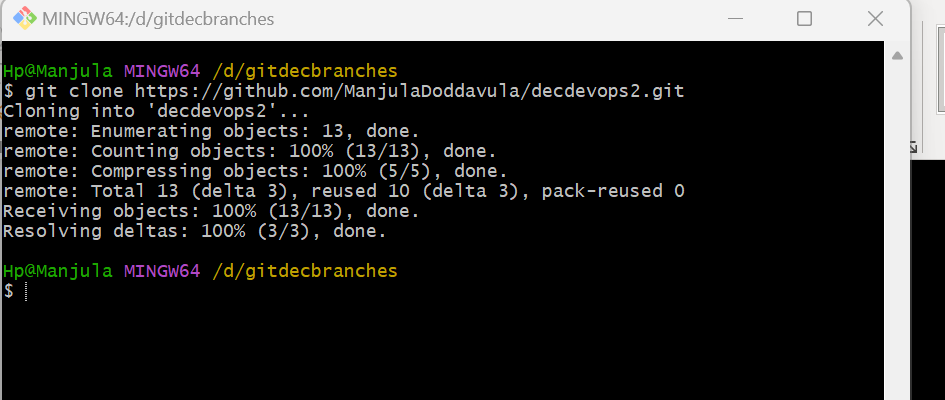 MINGW64:/d/gitdecbranches
Hp@Manjula MINGW64 /d/gitdecbranches
$ git clone https://github.com/ManjulaDoddavula/decdevops2.git
Cloning into 'decdevops2'...
remote: Enumerating objects: 13, done.
remote: Counting objects: 100% (13/13), done.
remote: Compressing objects: 100% (5/5), done.
remote: Total 13 (delta 3), reused 10 (delta 3), pack-reused 0
Receiving objects: 100% (13/13), done.
Resolving deltas: 100% (3/3), done.
Hp@Manjula MINGW64 /d/gitdecbranches
$